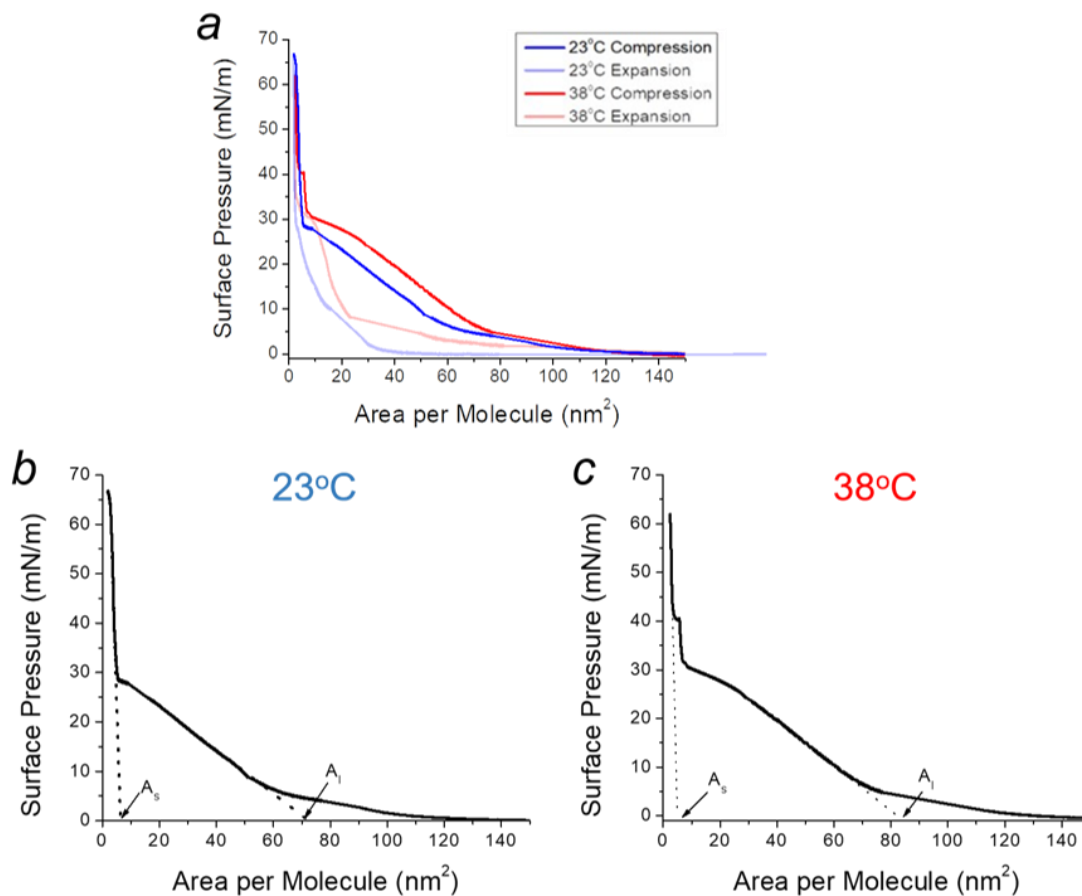 a
70
60
50
40
30
20
10
0
Surface Pressure (mN/m)
23°C Compression
23°C Expansion
38°C Compression
38°C Expansion
0 20 40 60 80 100 120 140
Area per Molecule (nm²)
b
23°C
70
60
50
40
30
20
10
0
Surface Pressure (mN/m)
Aₛ
Aₗ
0 20 40 60 80 100 120 140
Area per Molecule (nm²)
c
38°C
70
60
50
40
30
20
10
0
Surface Pressure (mN/m)
Aₛ
Aₗ
0 20 40 60 80 100 120 140
Area per Molecule (nm²)